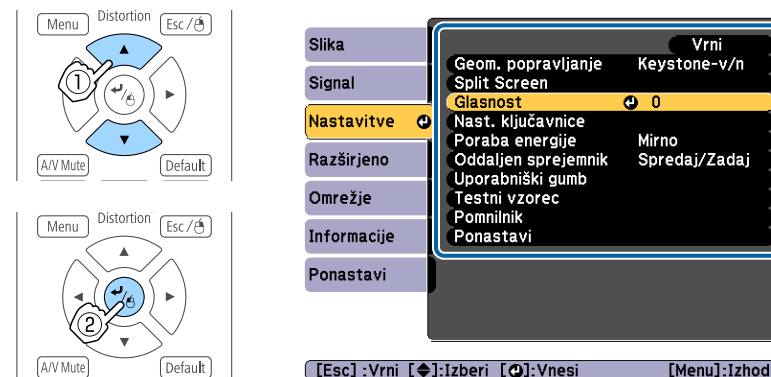 Menu Distortion Esc/
1
A/V Mute Default
Menu Distortion Esc/
2
A/V Mute Default
Slika
Signal
Nastavitve
Razširjeno
Omrežje
Informacije
Ponastavi
Vrni
Geom. popravljanje Keystone-v/n
Split Screen
Glasnost 0
Nast. ključavnice
Poraba energije Mirno
Oddaljen sprejemnik Spredaj/Zadaj
Uporabniški gumb
Testni vzorec
Pomnilnik
Ponastavi
[Esc] :Vrni [◆]:Izberi [↵]:Vnesi [Menu]:Izhod